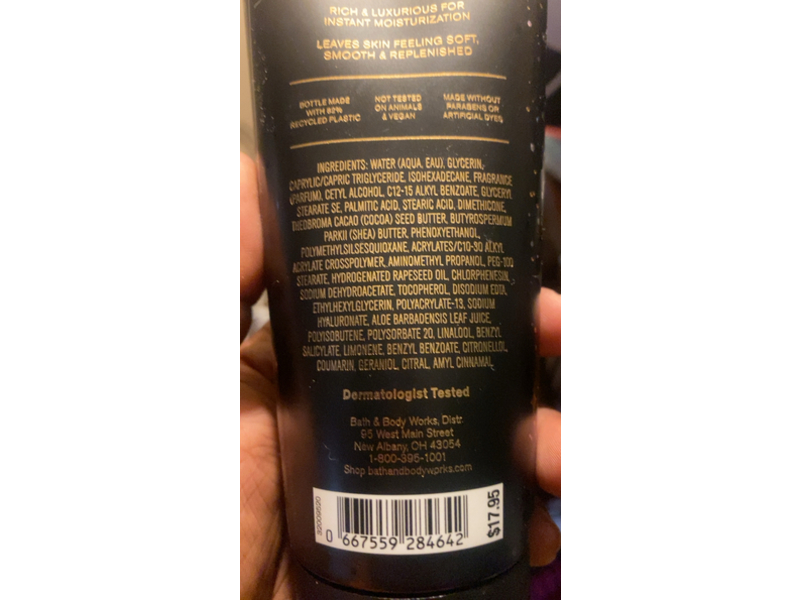 RICH & LUXURIOUS FOR
INSTANT MOISTURIZATION
LEAVES SKIN FEELING SOFT,
SMOOTH & REPLENISHED
BOTTLE MADE
WITH 92%
RECYCLED PLASTIC
NOT TESTED
ON ANIMALS
& VEGAN
MADE WITHOUT
PARABENS OR
ARTIFICIAL DYES
INGREDIENTS: WATER (AQUA, EAU), GLYCERIN,
CAPRYLIC/CAPRIC TRIGLYCERIDE, ISOHEXADECANE, FRAGRANCE
(PARFUM), CETYL ALCOHOL, C12-15 ALKYL BENZOATE, GLYCERYL
STEARATE SE, PALMITIC ACID, STEARIC ACID, DIMETHICONE,
THEOBROMA CACAO (COCOA) SEED BUTTER, BUTYROSPERMUM
PARKII (SHEA) BUTTER, PHENOXYETHANOL,
POLYMETHYLSILSESQUIOXANE, ACRYLATES/C10-30 ALKYL
ACRYLATE CROSSPOLYMER, AMINOMETHYL PROPANOL, PEG-100
STEARATE, HYDROGENATED RAPESEED OIL, CHLORPHENESIN,
SODIUM DEHYDROACETATE, TOCOPHEROL, DISODIUM EDTA,
ETHYLHEXYLGLYCERIN, POLYACRYLATE-13, SODIUM
HYALURONATE, ALOE BARBADENSIS LEAF JUICE,
POLYISOBUTENE, POLYSORBATE 20, LINALOOL, BENZYL
SALICYLATE, LIMONENE, BENZYL BENZOATE, CITRONELLOL,
COUMARIN, GERANIOL, CITRAL, AMYL CINNAMAL
Dermatologist Tested
Bath & Body Works, Distr.
95 West Main Street
New Albany, OH 43054
1-800-395-1001
Shop bathandbodyworks.com
0 667559 284642
$17.95